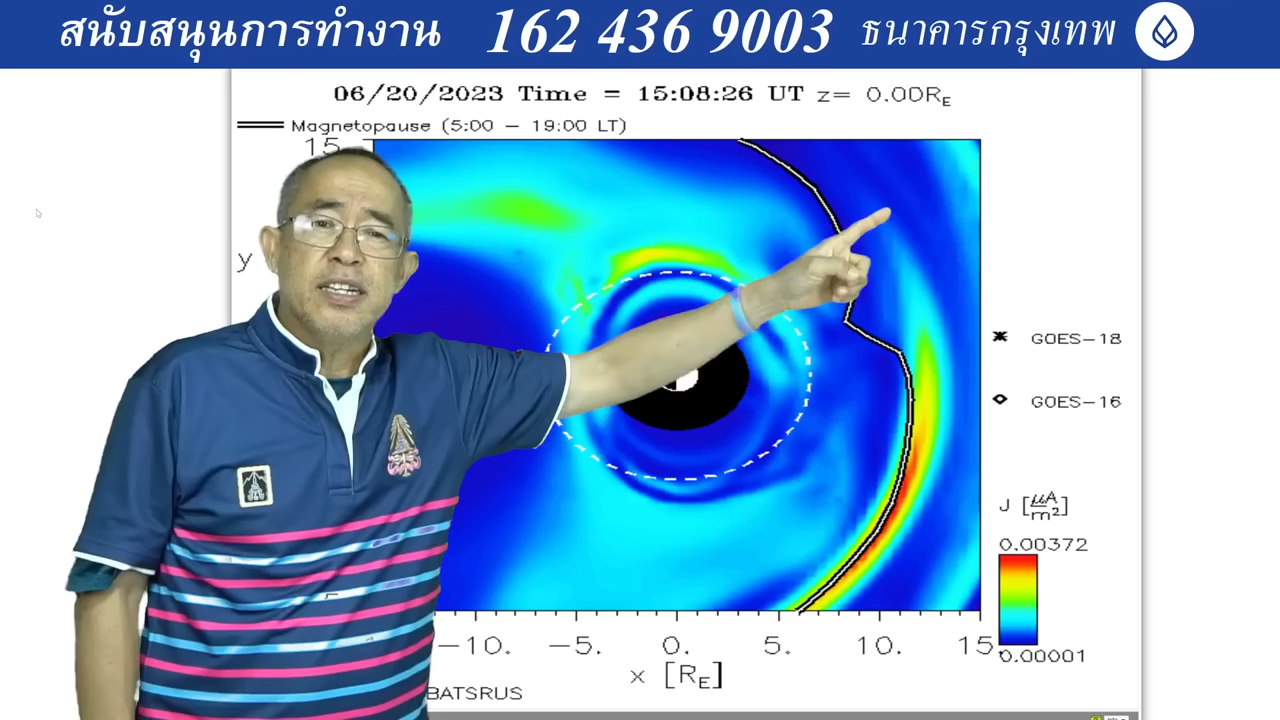 สนับสนุนการทำงาน 162 436 9003 ธนาคารกรุงเทพ
06/20/2023 Time = 15:08:26 UT z= 0.00R_E
Magnetopause (5:00 – 19:00 LT)
15.
y
GOES-18
GOES-16
J [μA/m²]
0.00372
0.00001
-10. -5. 0. 5. 10. 15.
x [R_E]
BATSRUS